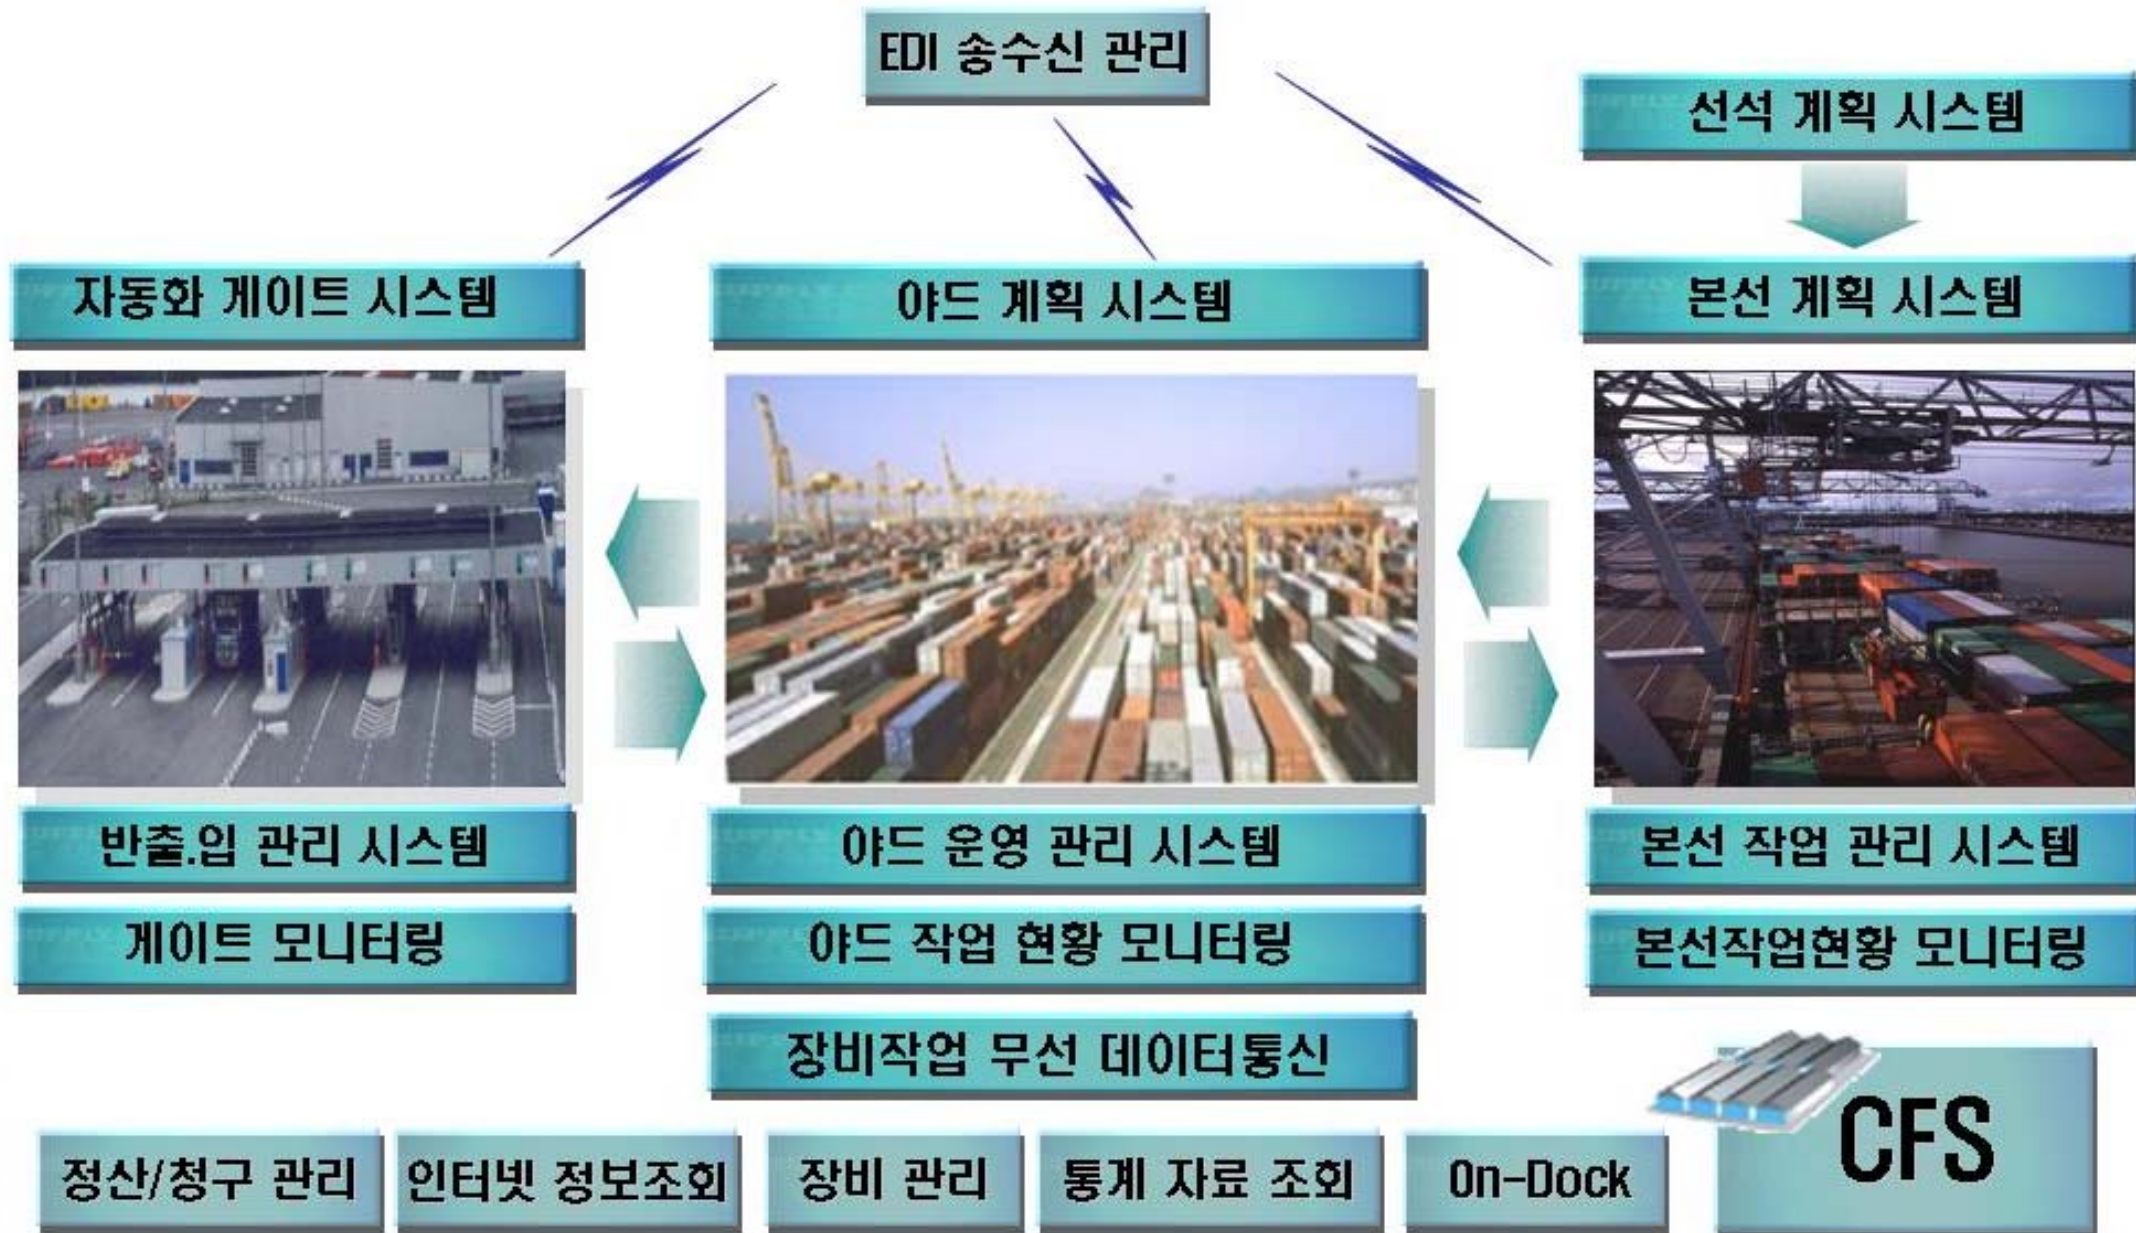 EDI 송수신 관리
선석 계획 시스템
자동화 게이트 시스템
야드 계획 시스템
본선 계획 시스템
반출.입 관리 시스템
야드 운영 관리 시스템
본선 작업 관리 시스템
게이트 모니터링
야드 작업 현황 모니터링
본선작업현황 모니터링
장비작업 무선 데이터통신
CFS
정산/청구 관리
인터넷 정보조회
장비 관리
통계 자료 조회
On-Dock